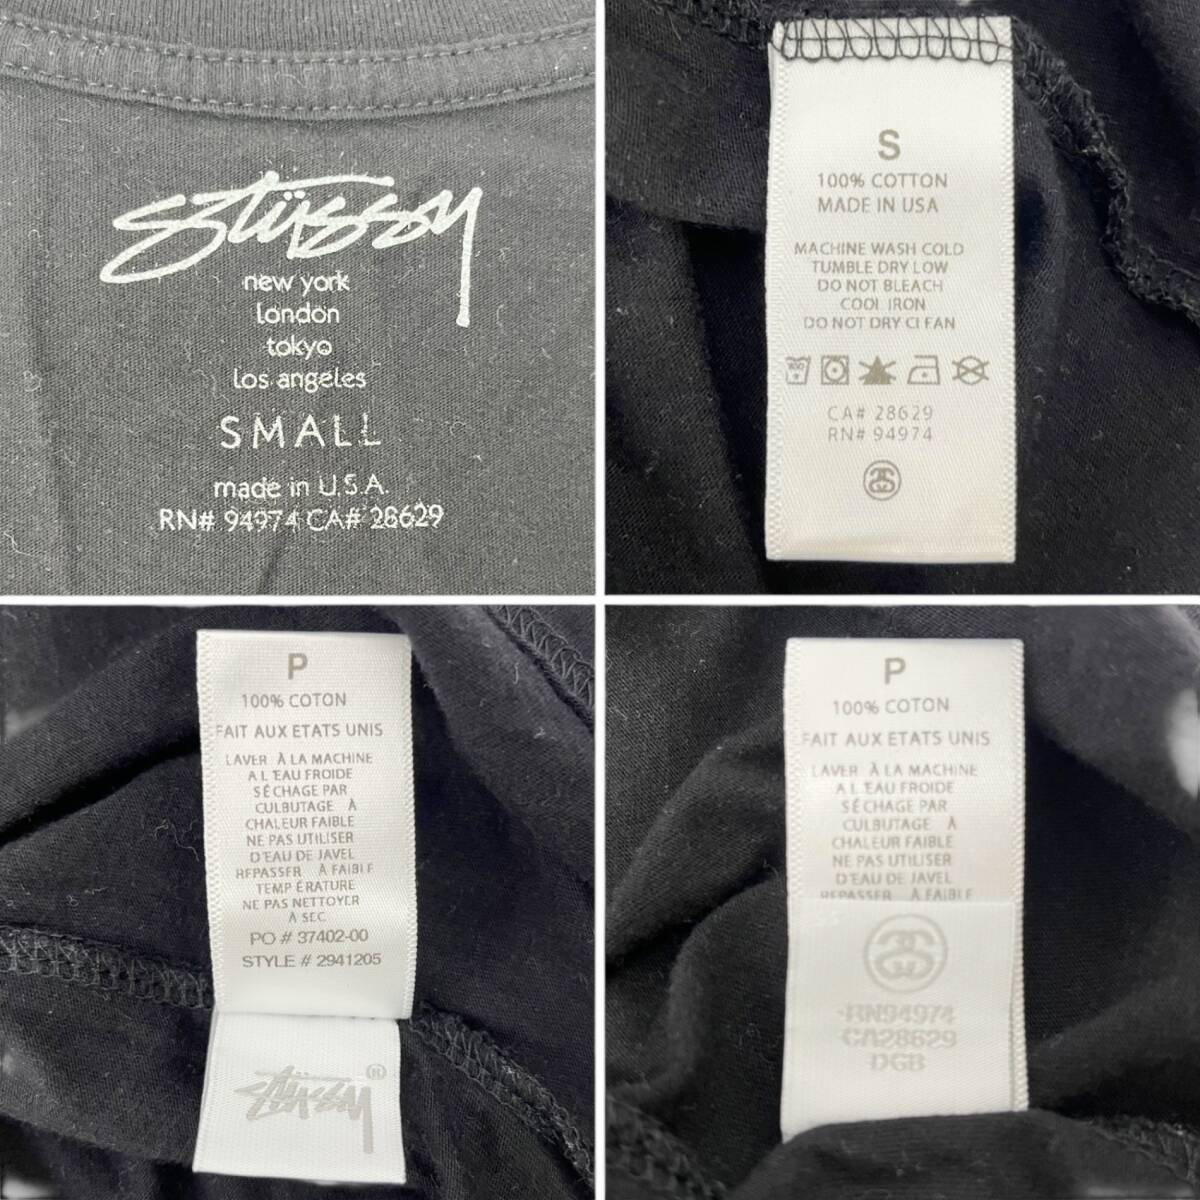 Stüssy
new york
London
tokyo
Los angeles
SMALL
made in U.S.A.
RN# 94974 CA# 28629
S
100% COTTON
MADE IN USA
MACHINE WASH COLD
TUMBLE DRY LOW
DO NOT BLEACH
COOL IRON
DO NOT DRY CLEAN
CA# 28629
RN# 94974
P
100% COTON
FAIT AUX ETATS UNIS
LAVER À LA MACHINE
A L'EAU FROIDE
SÉCHAGE PAR
CULBUTAGE À
CHALEUR FAIBLE
NE PAS UTILISER
D'EAU DE JAVEL
REPASSER À FAIBLE
TEMPÉRATURE
NE PAS NETTOYER
À SEC
PO # 37402-00
STYLE # 2941205
Stüssy®
P
100% COTON
FAIT AUX ETATS UNIS
LAVER À LA MACHINE
A L'EAU FROIDE
SÉCHAGE PAR
CULBUTAGE À
CHALEUR FAIBLE
NE PAS UTILISER
D'EAU DE JAVEL
REPASSER À FAIBLE
RN94974
CA28629
DGB